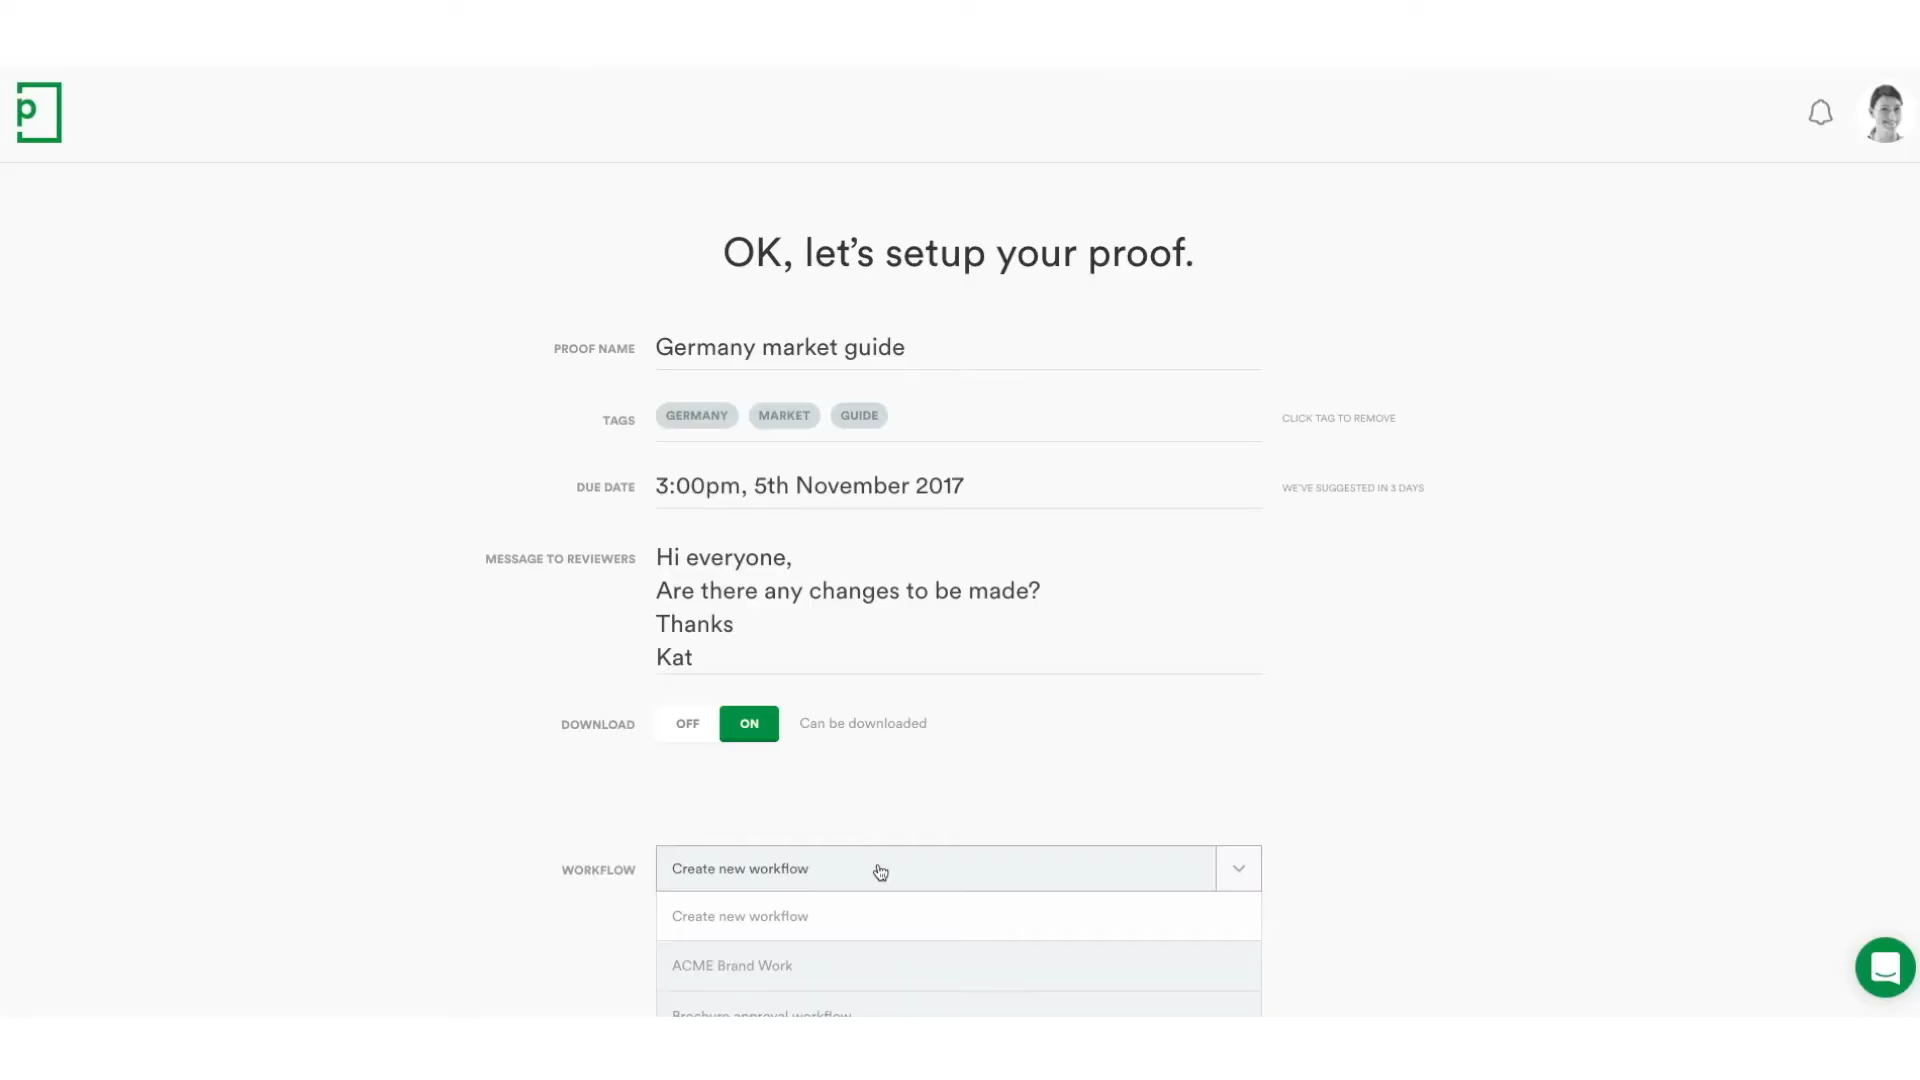 p
OK, let’s setup your proof.
PROOF NAME Germany market guide
TAGS GERMANY MARKET GUIDE CLICK TAG TO REMOVE
DUE DATE 3:00pm, 5th November 2017 WE'VE SUGGESTED IN 3 DAYS
MESSAGE TO REVIEWERS Hi everyone,
Are there any changes to be made?
Thanks
Kat
DOWNLOAD OFF ON Can be downloaded
WORKFLOW Create new workflow
Create new workflow
ACME Brand Work
Brochure approval workflow